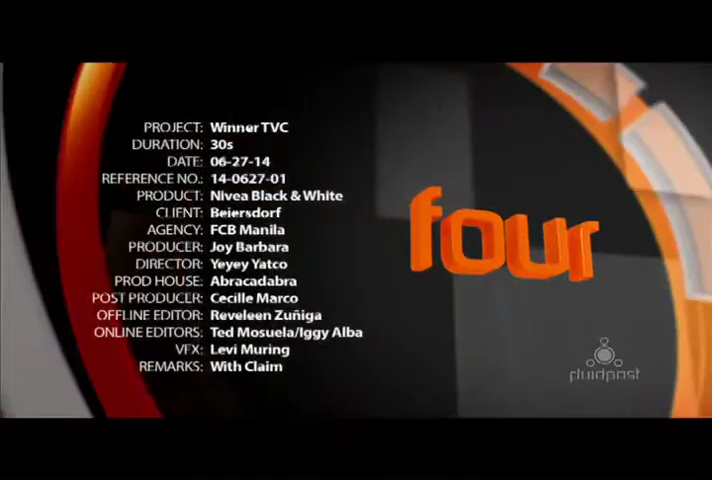 PROJECT: Winner TVC
DURATION: 30s
DATE: 06-27-14
REFERENCE NO.: 14-0627-01
PRODUCT: Nivea Black & White
CLIENT: Beiersdorf
AGENCY: FCB Manila
PRODUCER: Joy Barbara
DIRECTOR: Yeyey Yatco
PROD HOUSE: Abracadabra
POST PRODUCER: Cecille Marco
OFFLINE EDITOR: Reveleen Zuñiga
ONLINE EDITORS: Ted Mosuela/Iggy Alba
VFX: Levi Muring
REMARKS: With Claim
four
fluidpost